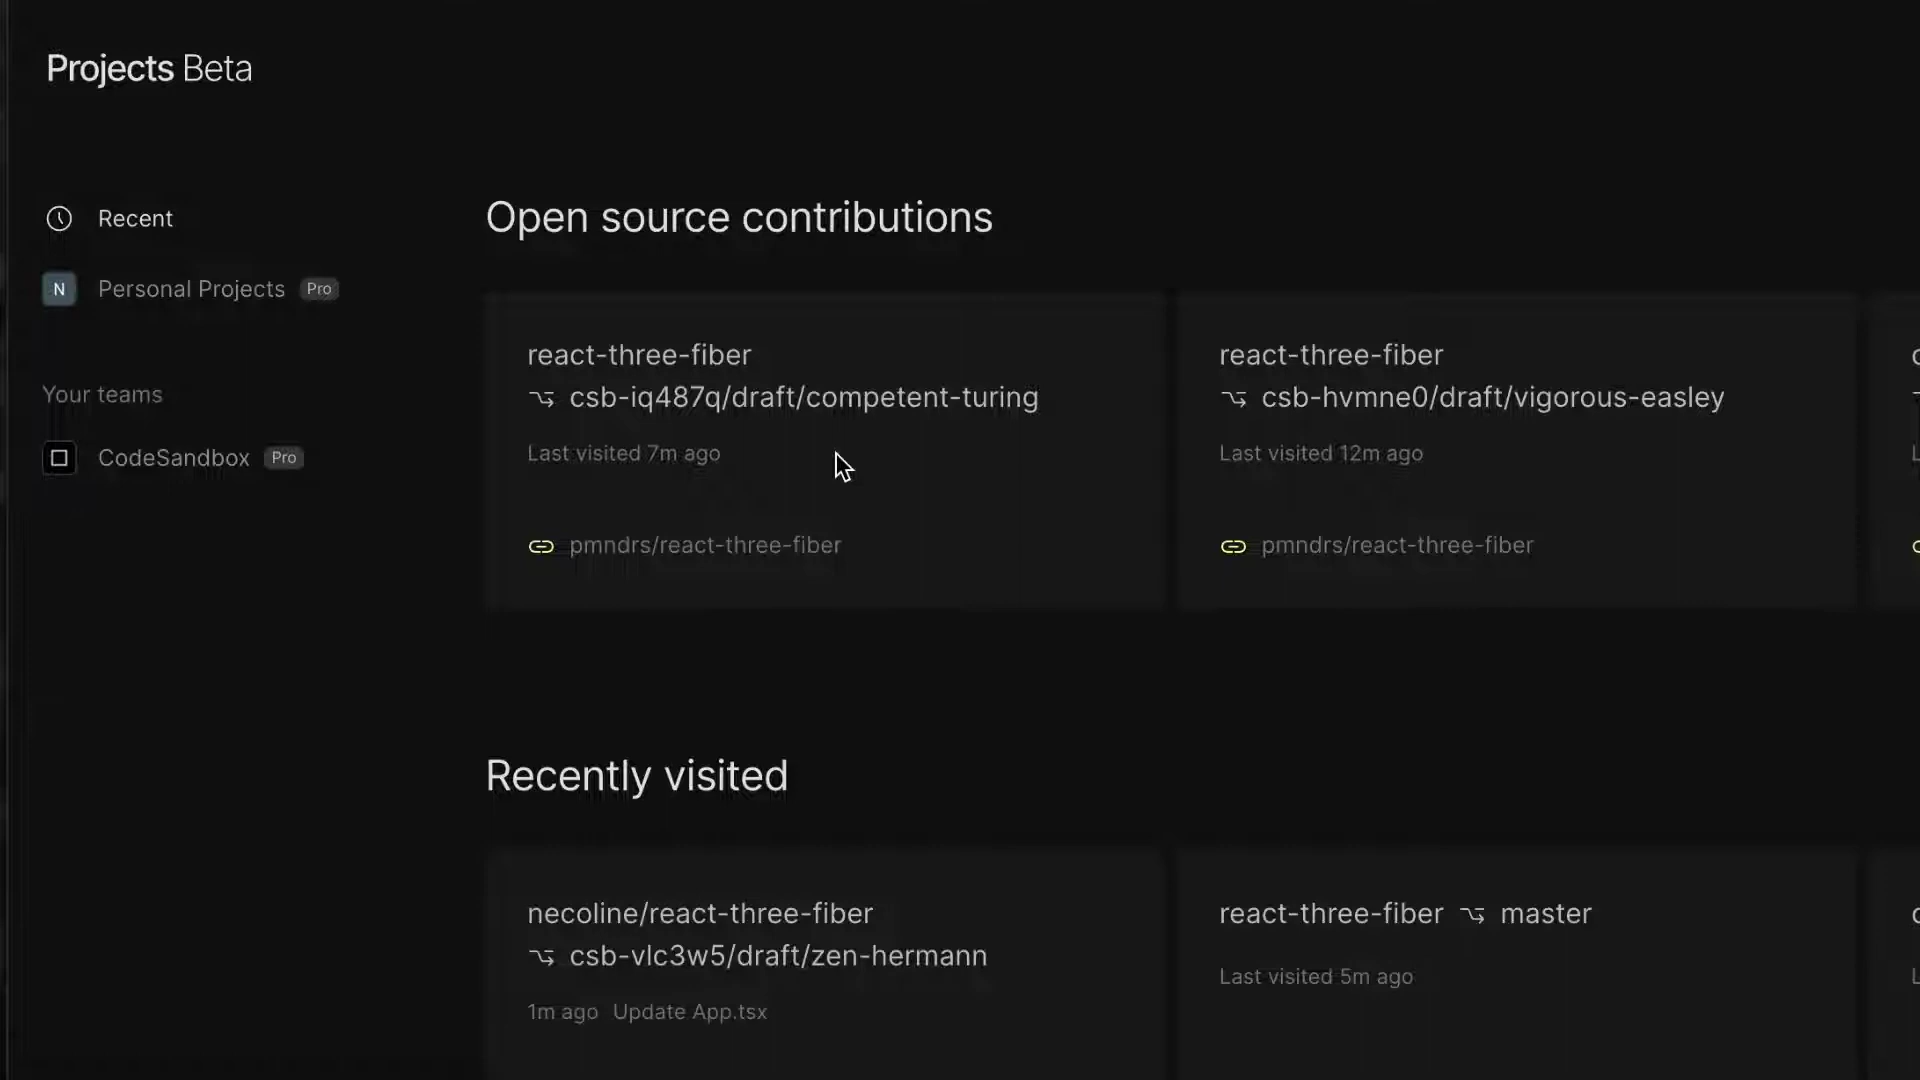 Projects Beta
Recent
N Personal Projects Pro
Your teams
CodeSandbox Pro
Open source contributions
react-three-fiber
csb-iq487q/draft/competent-turing
Last visited 7m ago
pmndrs/react-three-fiber
react-three-fiber
csb-hvmne0/draft/vigorous-easley
Last visited 12m ago
pmndrs/react-three-fiber
Recently visited
necoline/react-three-fiber
csb-vlc3w5/draft/zen-hermann
1m ago Update App.tsx
react-three-fiber master
Last visited 5m ago